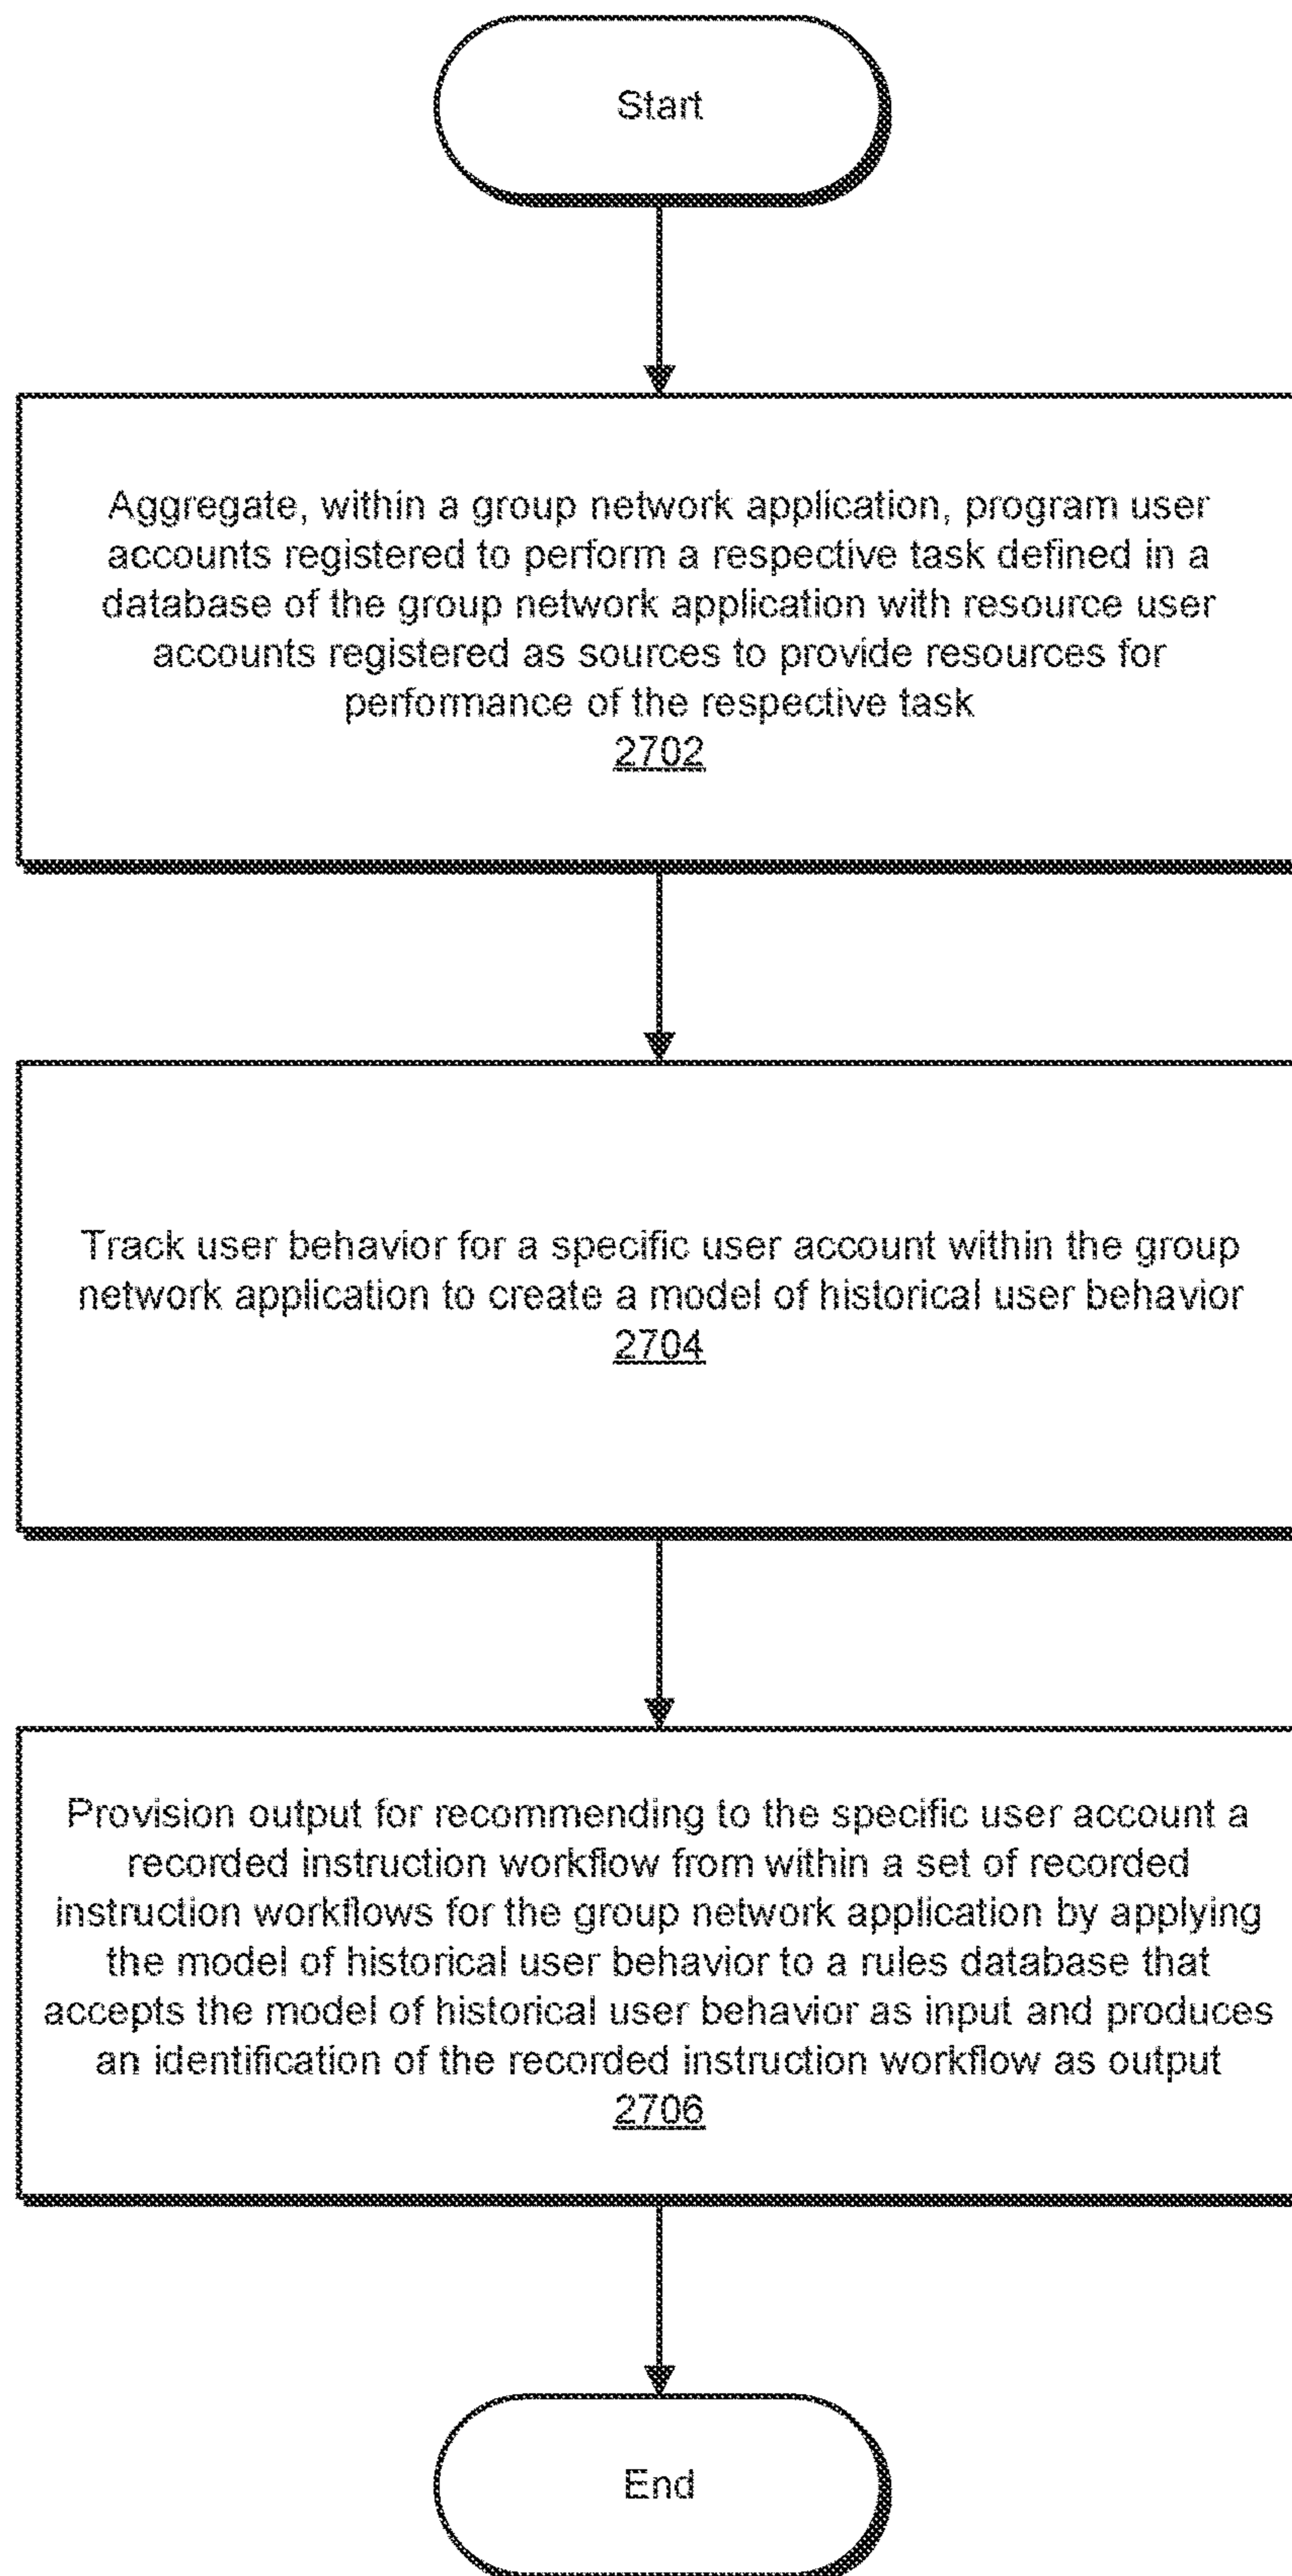 Start
Aggregate, within a group network application, program user
accounts registered to perform a respective task defined in a
database of the group network application with resource user
accounts registered as sources to provide resources for
performance of the respective task
2702
Track user behavior for a specific user account within the group
network application to create a model of historical user behavior
2704
Provision output for recommending to the specific user account a
recorded instruction workflow from within a set of recorded
instruction workflows for the group network application by applying
the model of historical user behavior to a rules database that
accepts the model of historical user behavior as input and produces
an identification of the recorded instruction workflow as output
2706
End